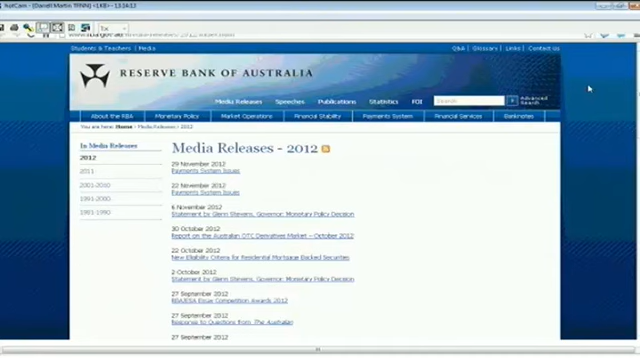 Tx
Students & Teachers | Media
Q&A | Glossary | Links | Contact us
RESERVE BANK OF AUSTRALIA
Media Releases Speeches Publications Statistics FOI Search Advanced Search
About the RBA Monetary Policy Market Operations Financial Stability Payments System Financial Services Banknotes
You are here: Home > Media Releases > 2012
In Media Releases
2012
2011
2001-2010
1991-2000
1981-1990
Media Releases - 2012
29 November 2012
Payments System Issues
22 November 2012
Payments System Issues
6 November 2012
Statement by Glenn Stevens, Governor: Monetary Policy Decision
30 October 2012
Report on the Australian OTC Derivatives Market – October 2012
22 October 2012
New Eligibility Criteria for Residential Mortgage Backed Securities
2 October 2012
Statement by Glenn Stevens, Governor: Monetary Policy Decision
27 September 2012
RBA/ESA Essay Competition Awards 2012
27 September 2012
Response to Questions from The Australian
27 September 2012